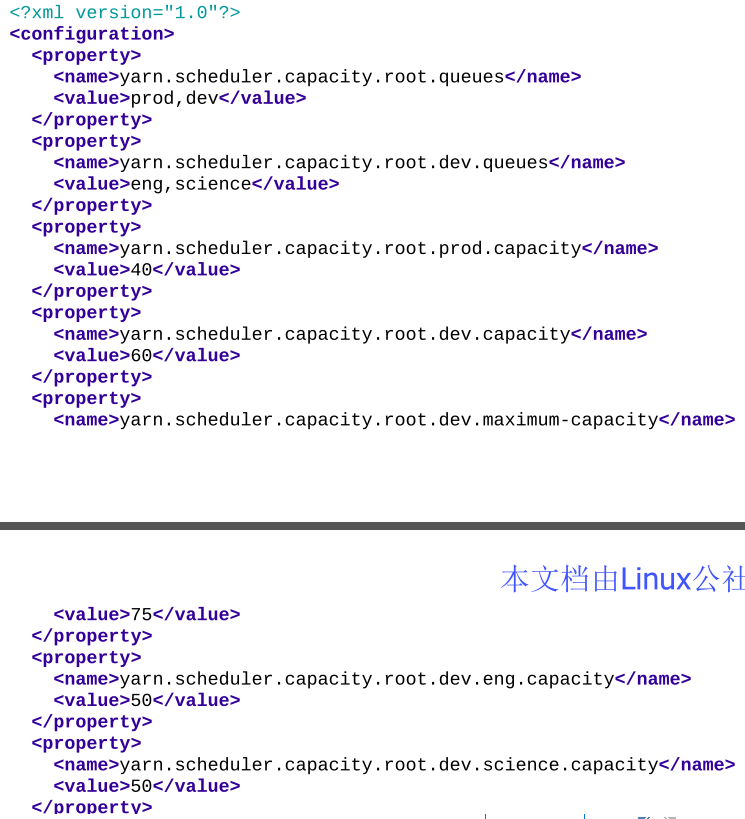 <?xml version="1.0"?>
<configuration>
  <property>
    <name>yarn.scheduler.capacity.root.queues</name>
    <value>prod,dev</value>
  </property>
  <property>
    <name>yarn.scheduler.capacity.root.dev.queues</name>
    <value>eng,science</value>
  </property>
  <property>
    <name>yarn.scheduler.capacity.root.prod.capacity</name>
    <value>40</value>
  </property>
  <property>
    <name>yarn.scheduler.capacity.root.dev.capacity</name>
    <value>60</value>
  </property>
  <property>
    <name>yarn.scheduler.capacity.root.dev.maximum-capacity</name>
本文档由Linux公社
    <value>75</value>
  </property>
  <property>
    <name>yarn.scheduler.capacity.root.dev.eng.capacity</name>
    <value>50</value>
  </property>
  <property>
    <name>yarn.scheduler.capacity.root.dev.science.capacity</name>
    <value>50</value>
  </property>